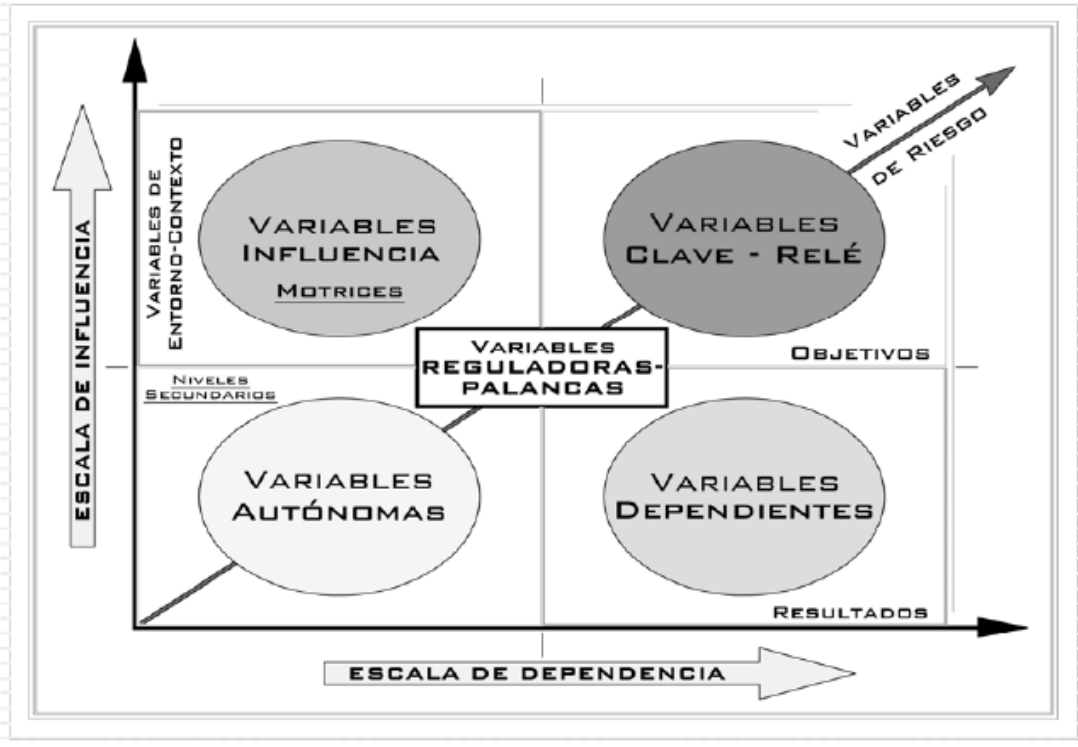 ESCALA DE INFLUENCIA
VARIABLES DE
ENTORNO-CONTEXTO
VARIABLES
INFLUENCIA
MOTRICES
VARIABLES
CLAVE - RELÉ
VARIABLES
DE RIESGO
OBJETIVOS
VARIABLES
REGULADORAS-
PALANCAS
NIVELES
SECUNDARIOS
VARIABLES
AUTÓNOMAS
VARIABLES
DEPENDIENTES
RESULTADOS
ESCALA DE DEPENDENCIA